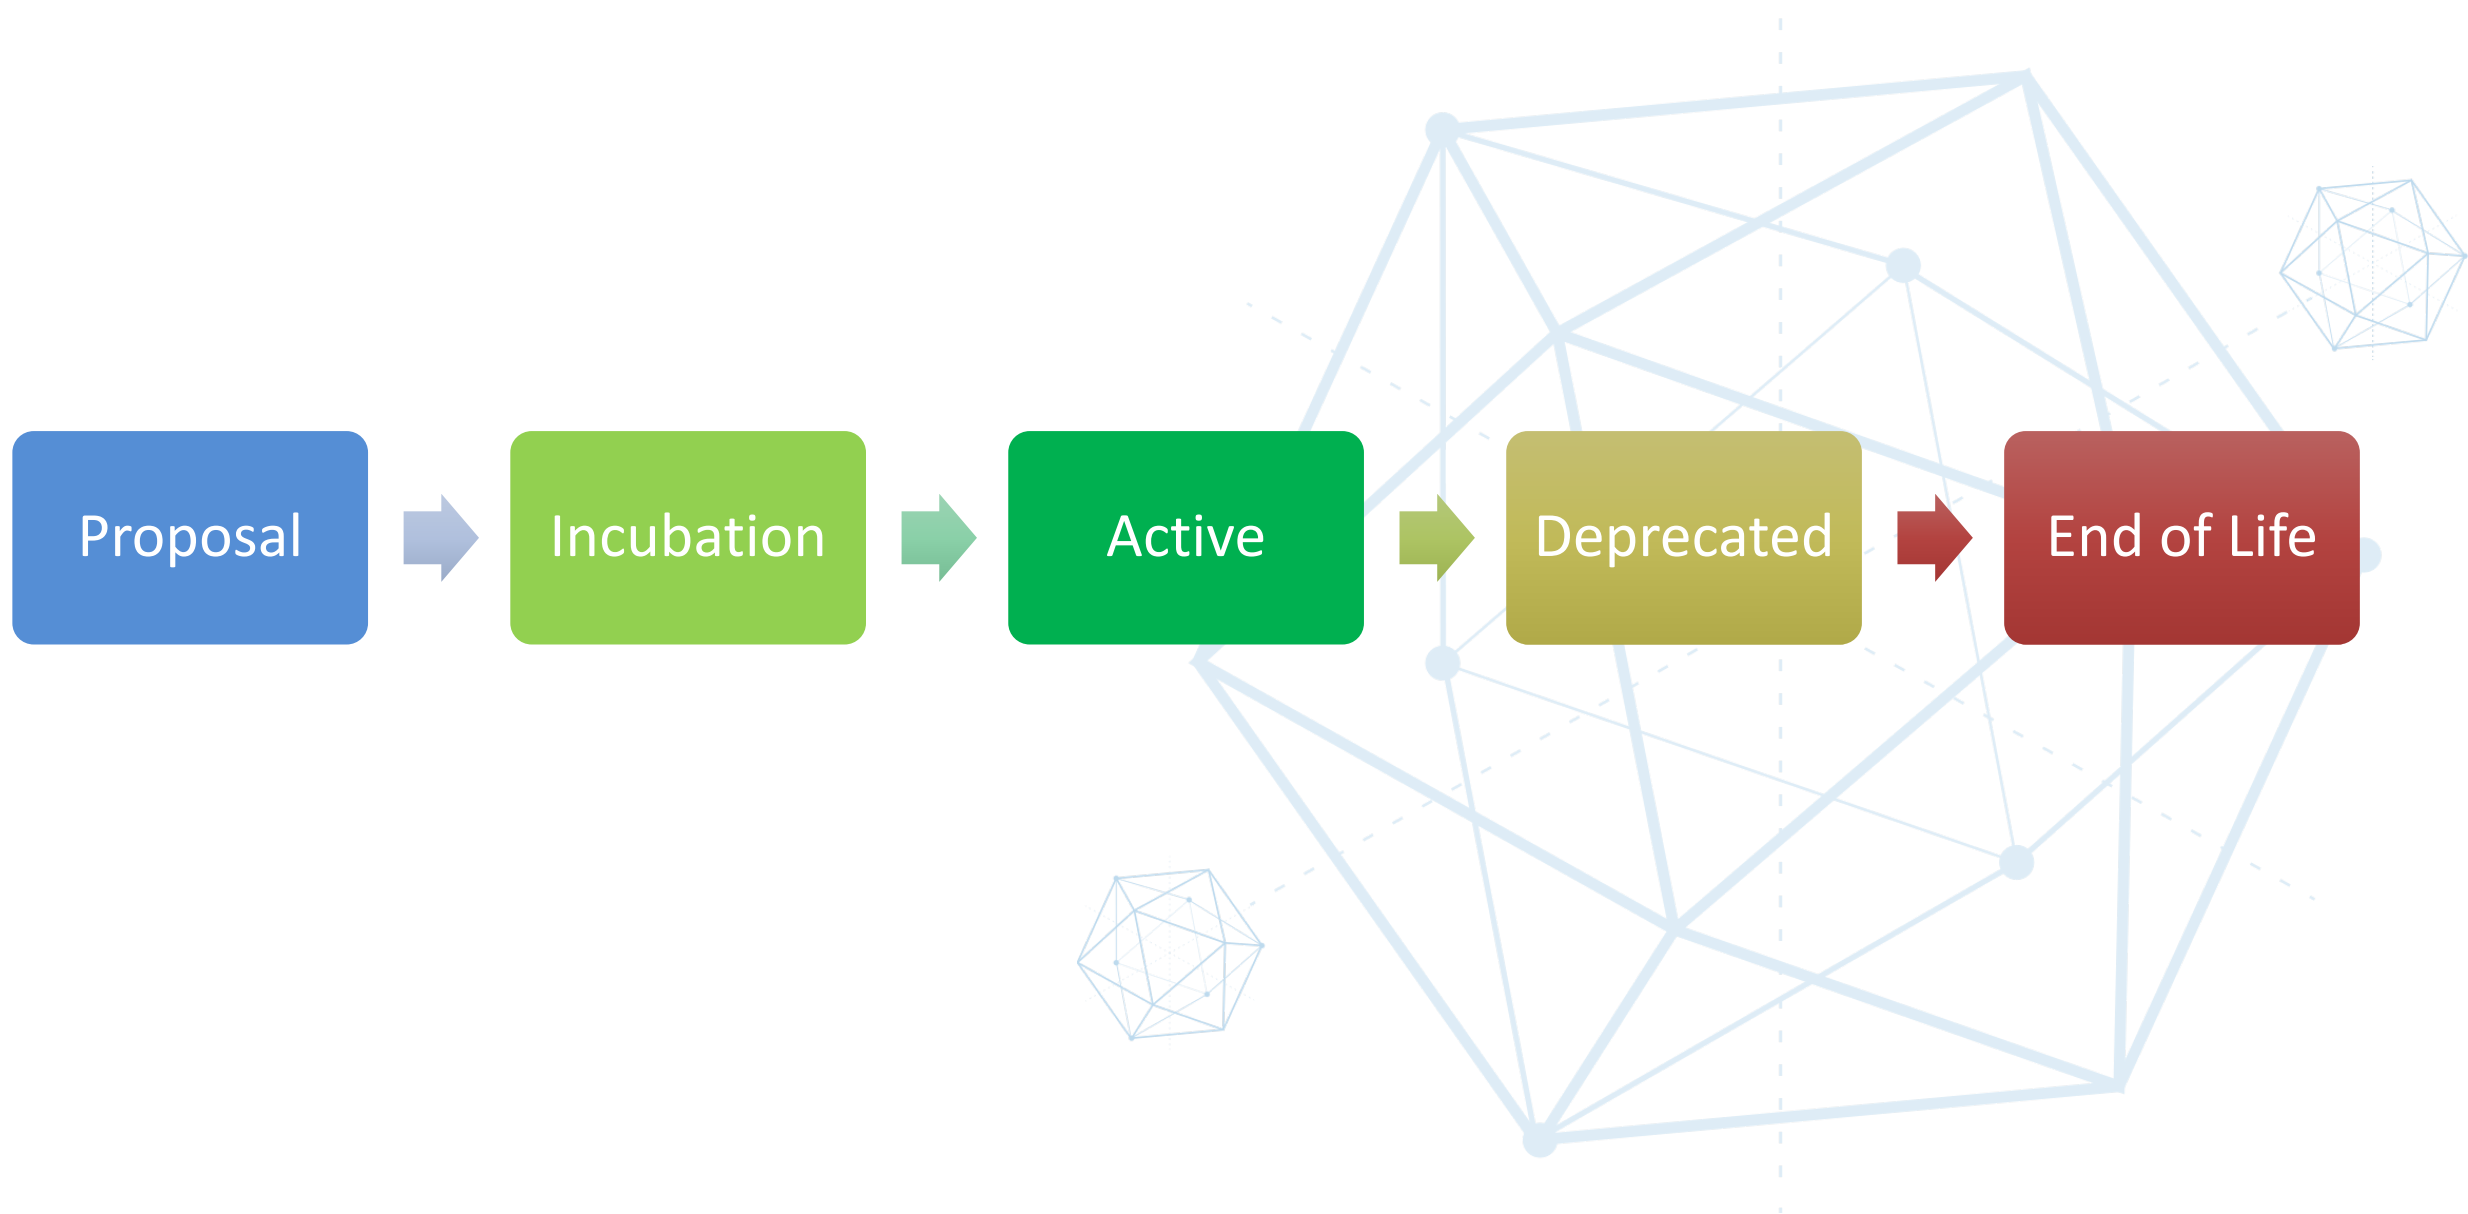 Proposal
Incubation
Active
Deprecated
End of Life